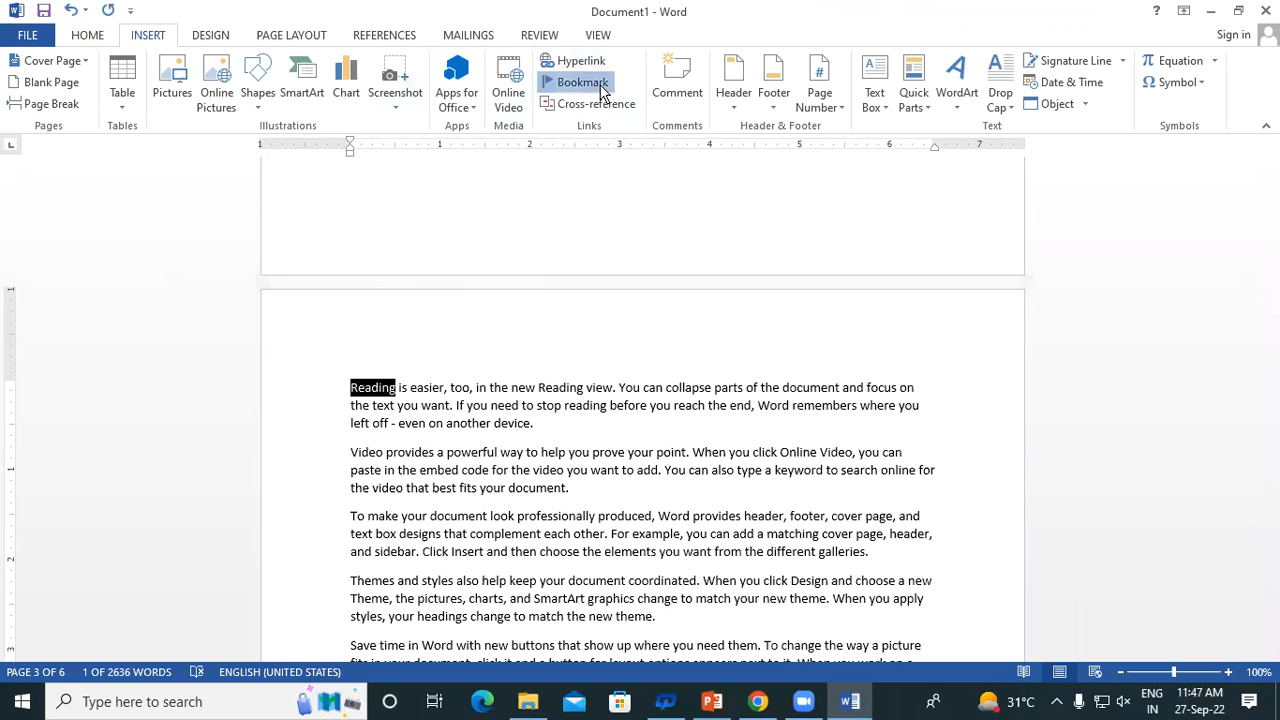 Document1 - Word
?
FILE HOME INSERT DESIGN PAGE LAYOUT REFERENCES MAILINGS REVIEW VIEW Sign in
Cover Page
Blank Page
Page Break
Pages
Table
Tables
Pictures
Online Pictures
Shapes
SmartArt
Chart
Screenshot
Illustrations
Apps for Office
Apps
Online Video
Media
Hyperlink
Bookmark
Cross-reference
Links
Comment
Comments
Header
Footer
Page Number
Header & Footer
Text Box
Quick Parts
WordArt
Drop Cap
Signature Line
Date & Time
Object
Text
Equation
Symbol
Symbols
1 1 2 3 4 5 6 7
Reading is easier, too, in the new Reading view. You can collapse parts of the document and focus on
the text you want. If you need to stop reading before you reach the end, Word remembers where you
left off - even on another device.
Video provides a powerful way to help you prove your point. When you click Online Video, you can
paste in the embed code for the video you want to add. You can also type a keyword to search online for
the video that best fits your document.
To make your document look professionally produced, Word provides header, footer, cover page, and
text box designs that complement each other. For example, you can add a matching cover page, header,
and sidebar. Click Insert and then choose the elements you want from the different galleries.
Themes and styles also help keep your document coordinated. When you click Design and choose a new
Theme, the pictures, charts, and SmartArt graphics change to match your new theme. When you apply
styles, your headings change to match the new theme.
Save time in Word with new buttons that show up where you need them. To change the way a picture
1
1
2
3
PAGE 3 OF 6 1 OF 2636 WORDS ENGLISH (UNITED STATES) 100%
Type here to search
31°C
ENG
IN
11:47 AM
27-Sep-22